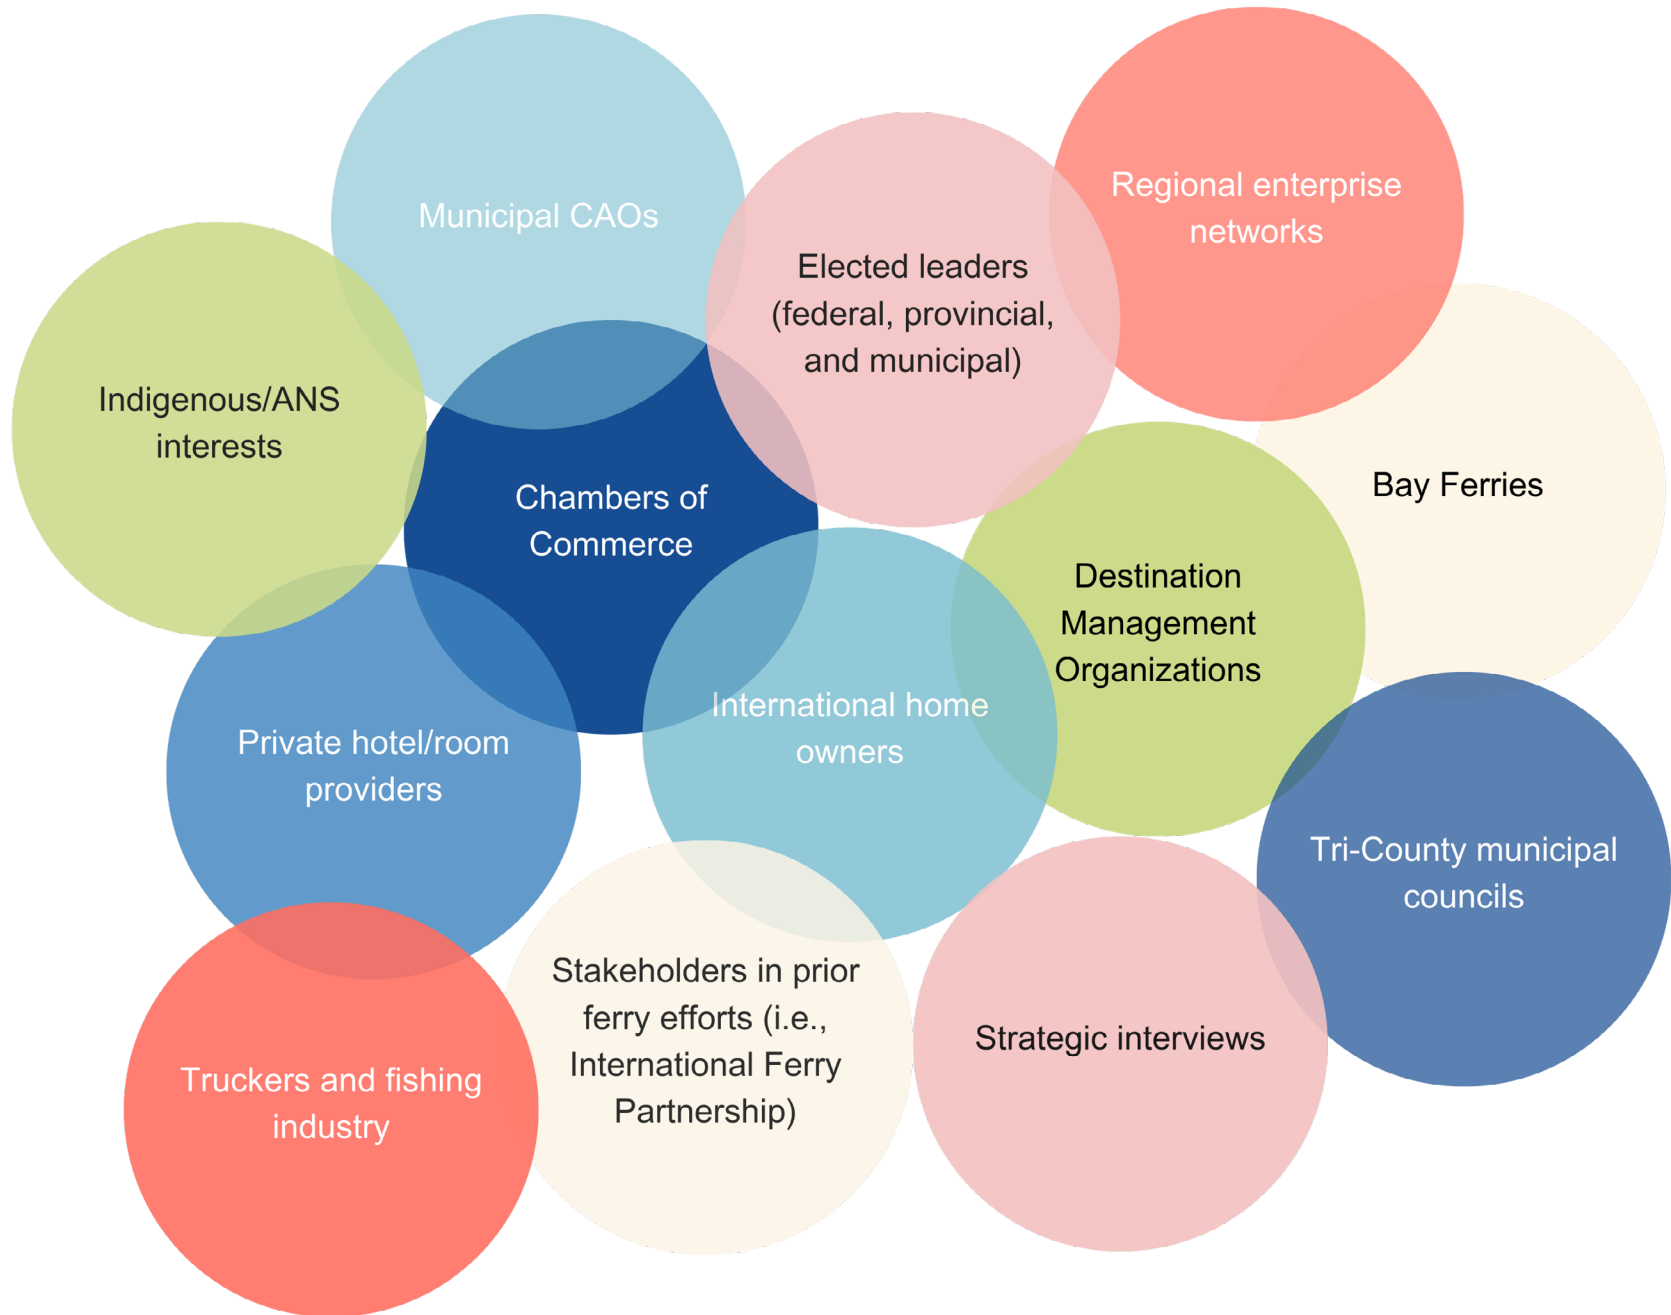 Municipal CAOs
Regional enterprise
networks
Elected leaders
(federal, provincial,
and municipal)
Indigenous/ANS
interests
Chambers of
Commerce
Bay Ferries
Destination
Management
Organizations
International home
owners
Private hotel/room
providers
Tri-County municipal
councils
Stakeholders in prior
ferry efforts (i.e.,
International Ferry
Partnership)
Strategic interviews
Truckers and fishing
industry